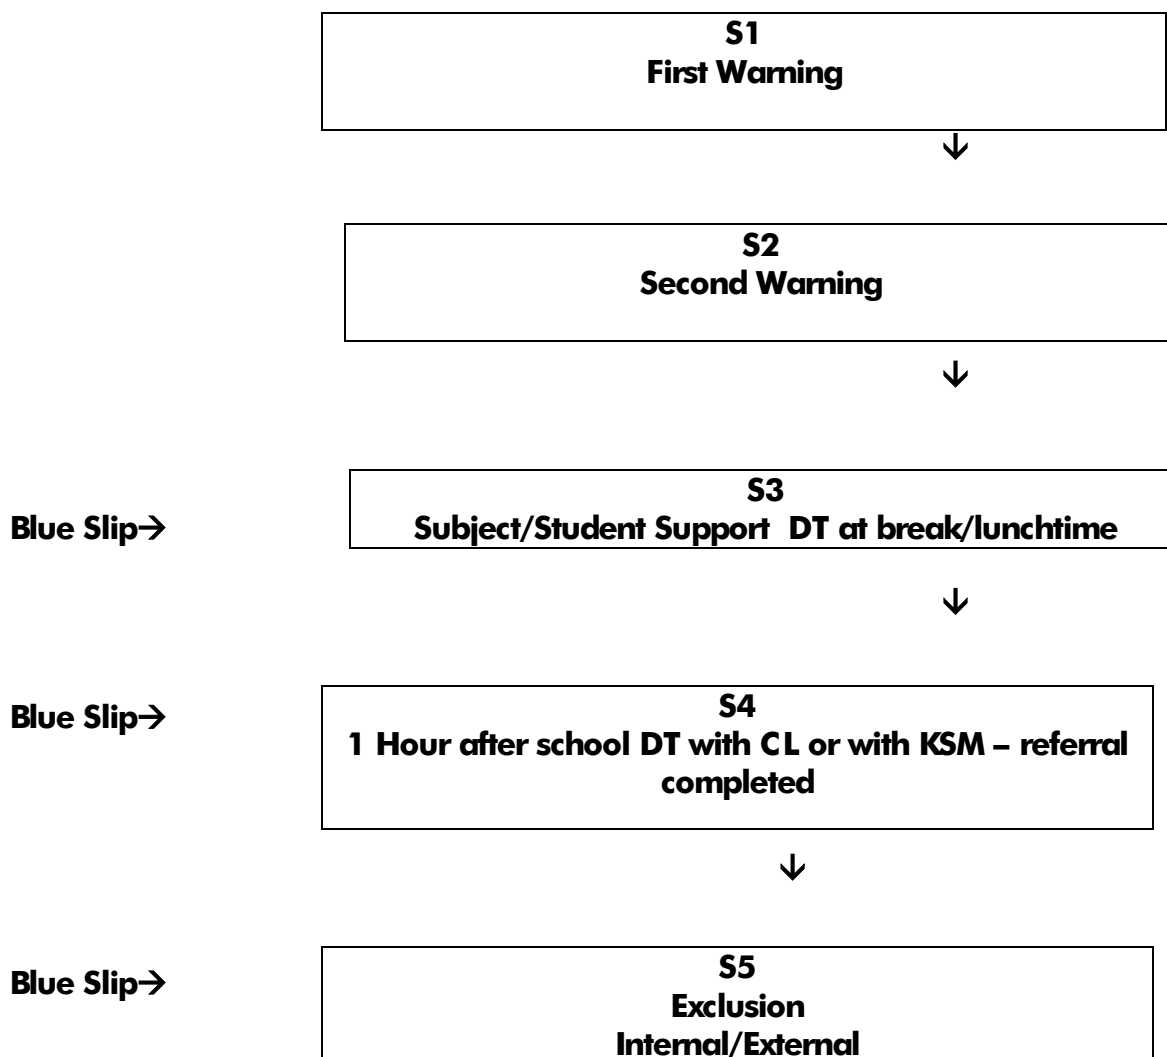 S1
First Warning
↓
S2
Second Warning
↓
S3
Blue Slip→ Subject/Student Support DT at break/lunchtime
↓
S4
Blue Slip→
1 Hour after school DT with CL or with KSM – referral
completed
↓
S5
Blue Slip→
Exclusion
Internal/External